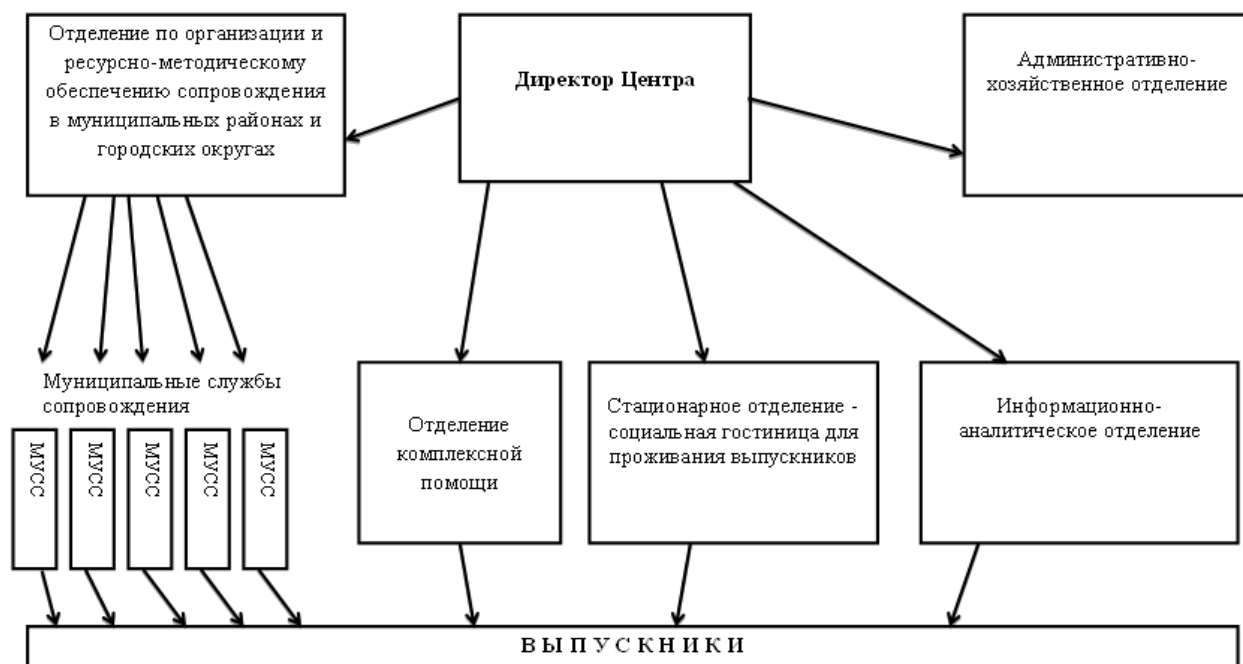 Отделение по организации и
ресурсно-методическому
обеспечению сопровождения
в муниципальных районах и
городских округах
Директор Центра
Административно-
хозяйственное отделение
Муниципальные службы
сопровождения
МУСС
МУСС
МУСС
МУСС
МУСС
Отделение
комплексной
помощи
Стационарное отделение -
социальная гостиница для
проживания выпускников
Информационно-
аналитическое отделение
В Ы П У С К Н И К И